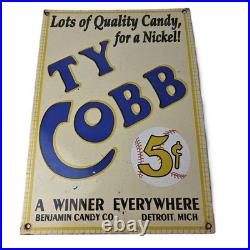 Lots of Quality Candy,
for a Nickel!
TY
COBB
5¢
A WINNER EVERYWHERE
BENJAMIN CANDY CO DETROIT, MICH